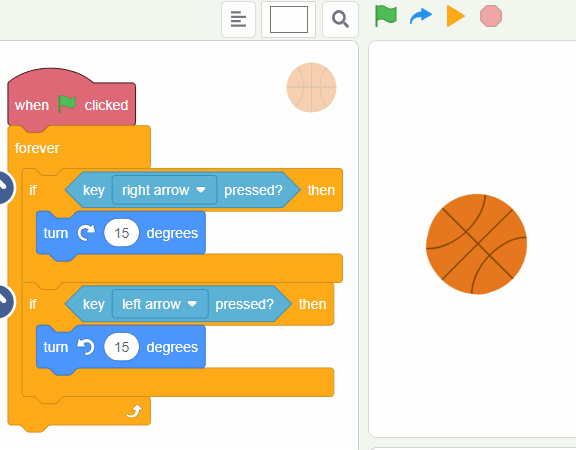 when clicked
forever
if key right arrow pressed? then
turn 15 degrees
if key left arrow pressed? then
turn 15 degrees